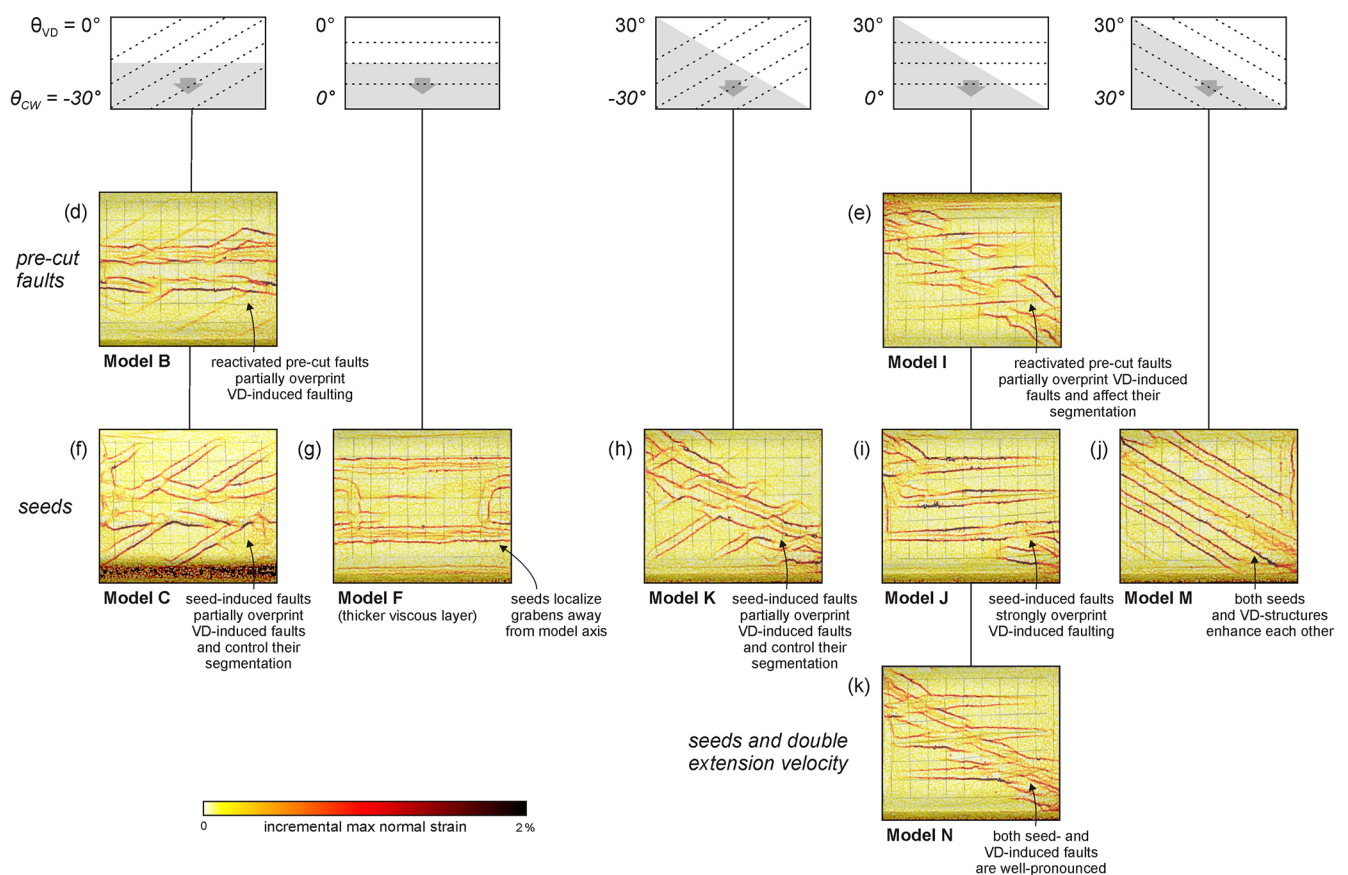 θVD = 0°
0°
30°
30°
30°
θCW = -30°
0°
-30°
0°
30°
(d)
(e)
pre-cut
faults
Model B
reactivated pre-cut faults
partially overprint
VD-induced faulting
Model I
reactivated pre-cut faults
partially overprint VD-induced
faults and affect their
segmentation
(f)
(g)
(h)
(i)
(j)
seeds
Model C
seed-induced faults
partially overprint
VD-induced faults
and control their
segmentation
Model F
(thicker viscous layer)
seeds localize
grabens away
from model axis
Model K
seed-induced faults
partially overprint
VD-induced faults
and control their
segmentation
Model J
seed-induced faults
strongly overprint
VD-induced faulting
Model M
both seeds
and VD-structures
enhance each other
(k)
seeds and double
extension velocity
Model N
both seed- and
VD-induced faults
are well-pronounced
0
incremental max normal strain
2%